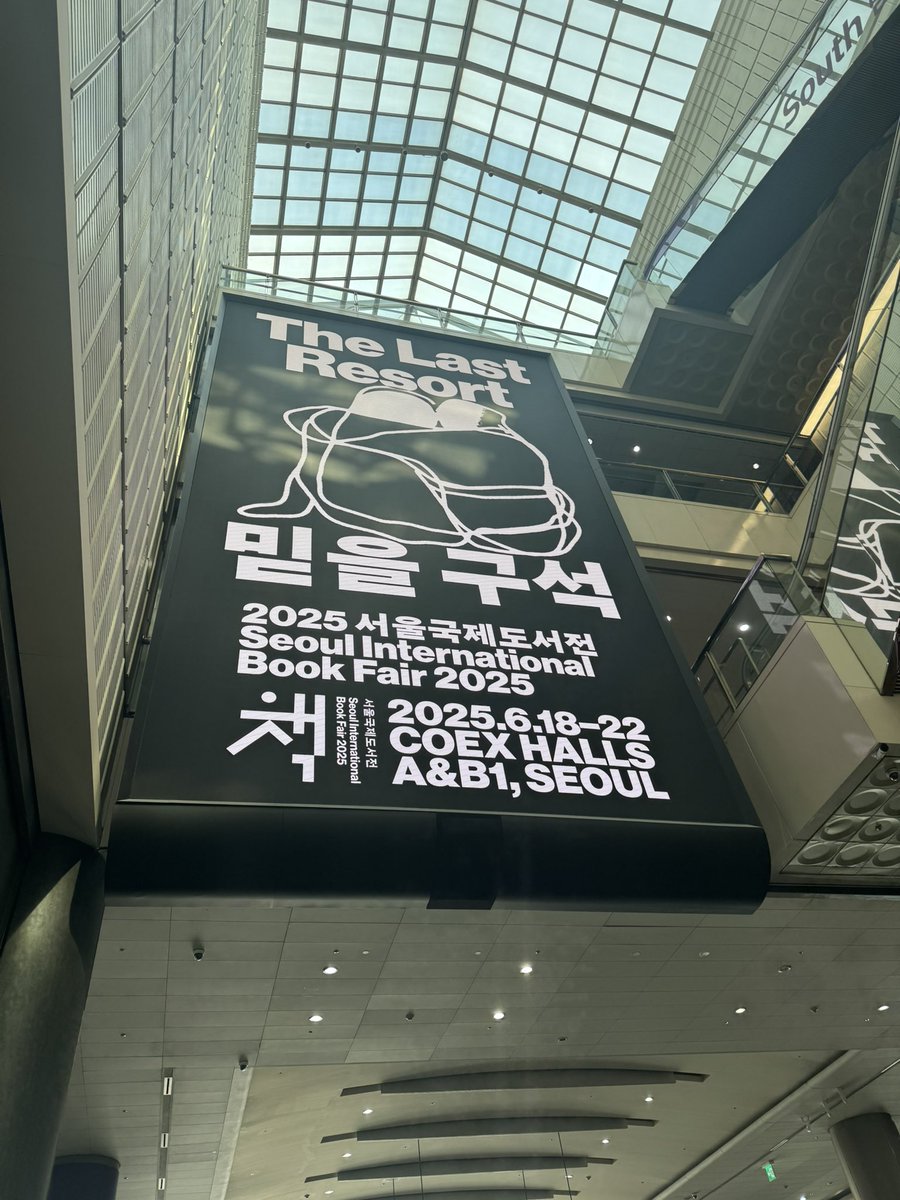 South
The Last
Resort
믿을 구석
2025 서울국제도서전
Seoul International
Book Fair 2025
책
서울국제도서전
Seoul International
Book Fair 2025
2025.6.18–22
COEX HALLS
A&B1, SEOUL